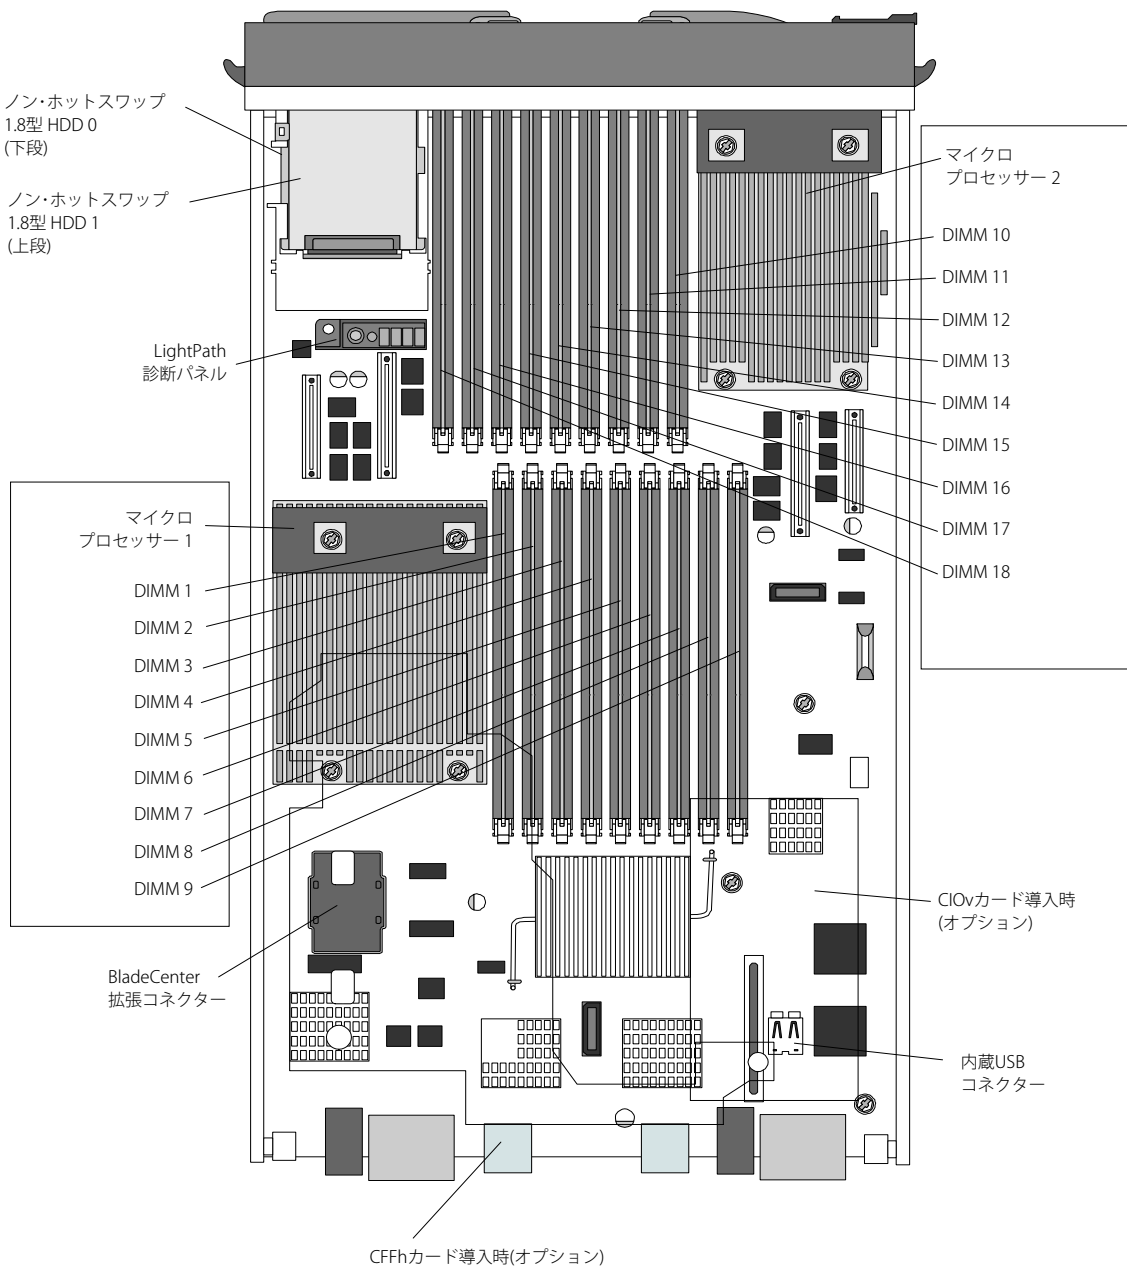 ノン・ホットスワップ
1.8型 HDD 0
(下段)
ノン・ホットスワップ
1.8型 HDD 1
(上段)
LightPath
診断パネル
マイクロ
プロセッサー 1
DIMM 1
DIMM 2
DIMM 3
DIMM 4
DIMM 5
DIMM 6
DIMM 7
DIMM 8
DIMM 9
BladeCenter
拡張コネクター
マイクロ
プロセッサー 2
DIMM 10
DIMM 11
DIMM 12
DIMM 13
DIMM 14
DIMM 15
DIMM 16
DIMM 17
DIMM 18
CIOvカード導入時
(オプション)
内蔵USB
コネクター
CFFhカード導入時(オプション)